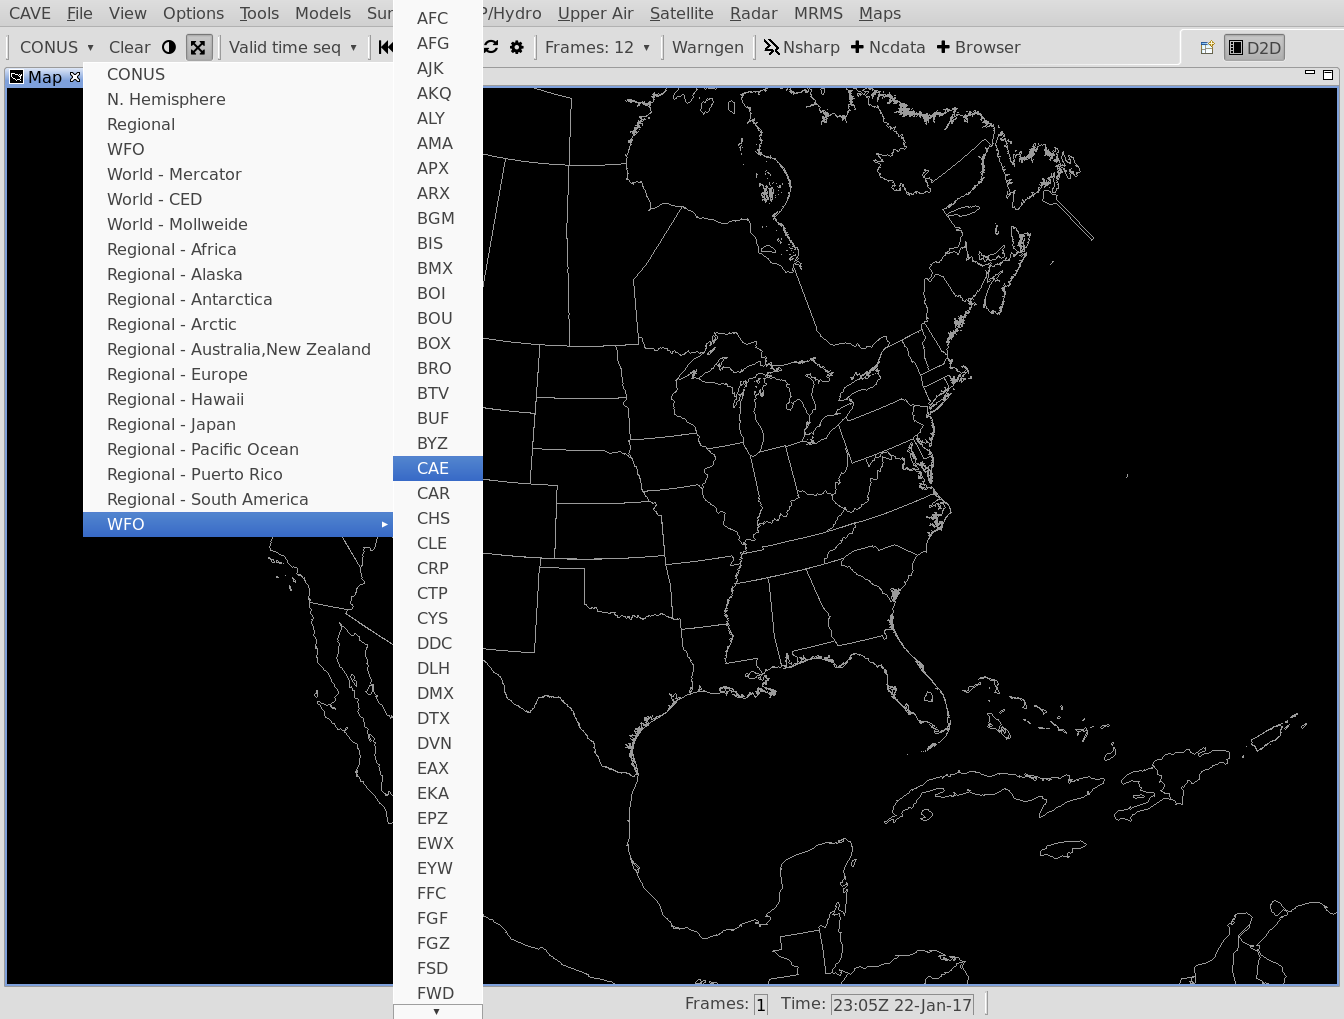 CAVE File View Options Tools Models Sur P/Hydro Upper Air Satellite Radar MRMS Maps
CONUS Clear Valid time seq Frames: 12 Warngen Nsharp Ncdata Browser D2D
Map
CONUS
N. Hemisphere
Regional
WFO
World - Mercator
World - CED
World - Mollweide
Regional - Africa
Regional - Alaska
Regional - Antarctica
Regional - Arctic
Regional - Australia,New Zealand
Regional - Europe
Regional - Hawaii
Regional - Japan
Regional - Pacific Ocean
Regional - Puerto Rico
Regional - South America
WFO
AFC
AFG
AJK
AKQ
ALY
AMA
APX
ARX
BGM
BIS
BMX
BOI
BOU
BOX
BRO
BTV
BUF
BYZ
CAE
CAR
CHS
CLE
CRP
CTP
CYS
DDC
DLH
DMX
DTX
DVN
EAX
EKA
EPZ
EWX
EYW
FFC
FGF
FGZ
FSD
FWD
Frames: 1 Time: 23:05Z 22-Jan-17